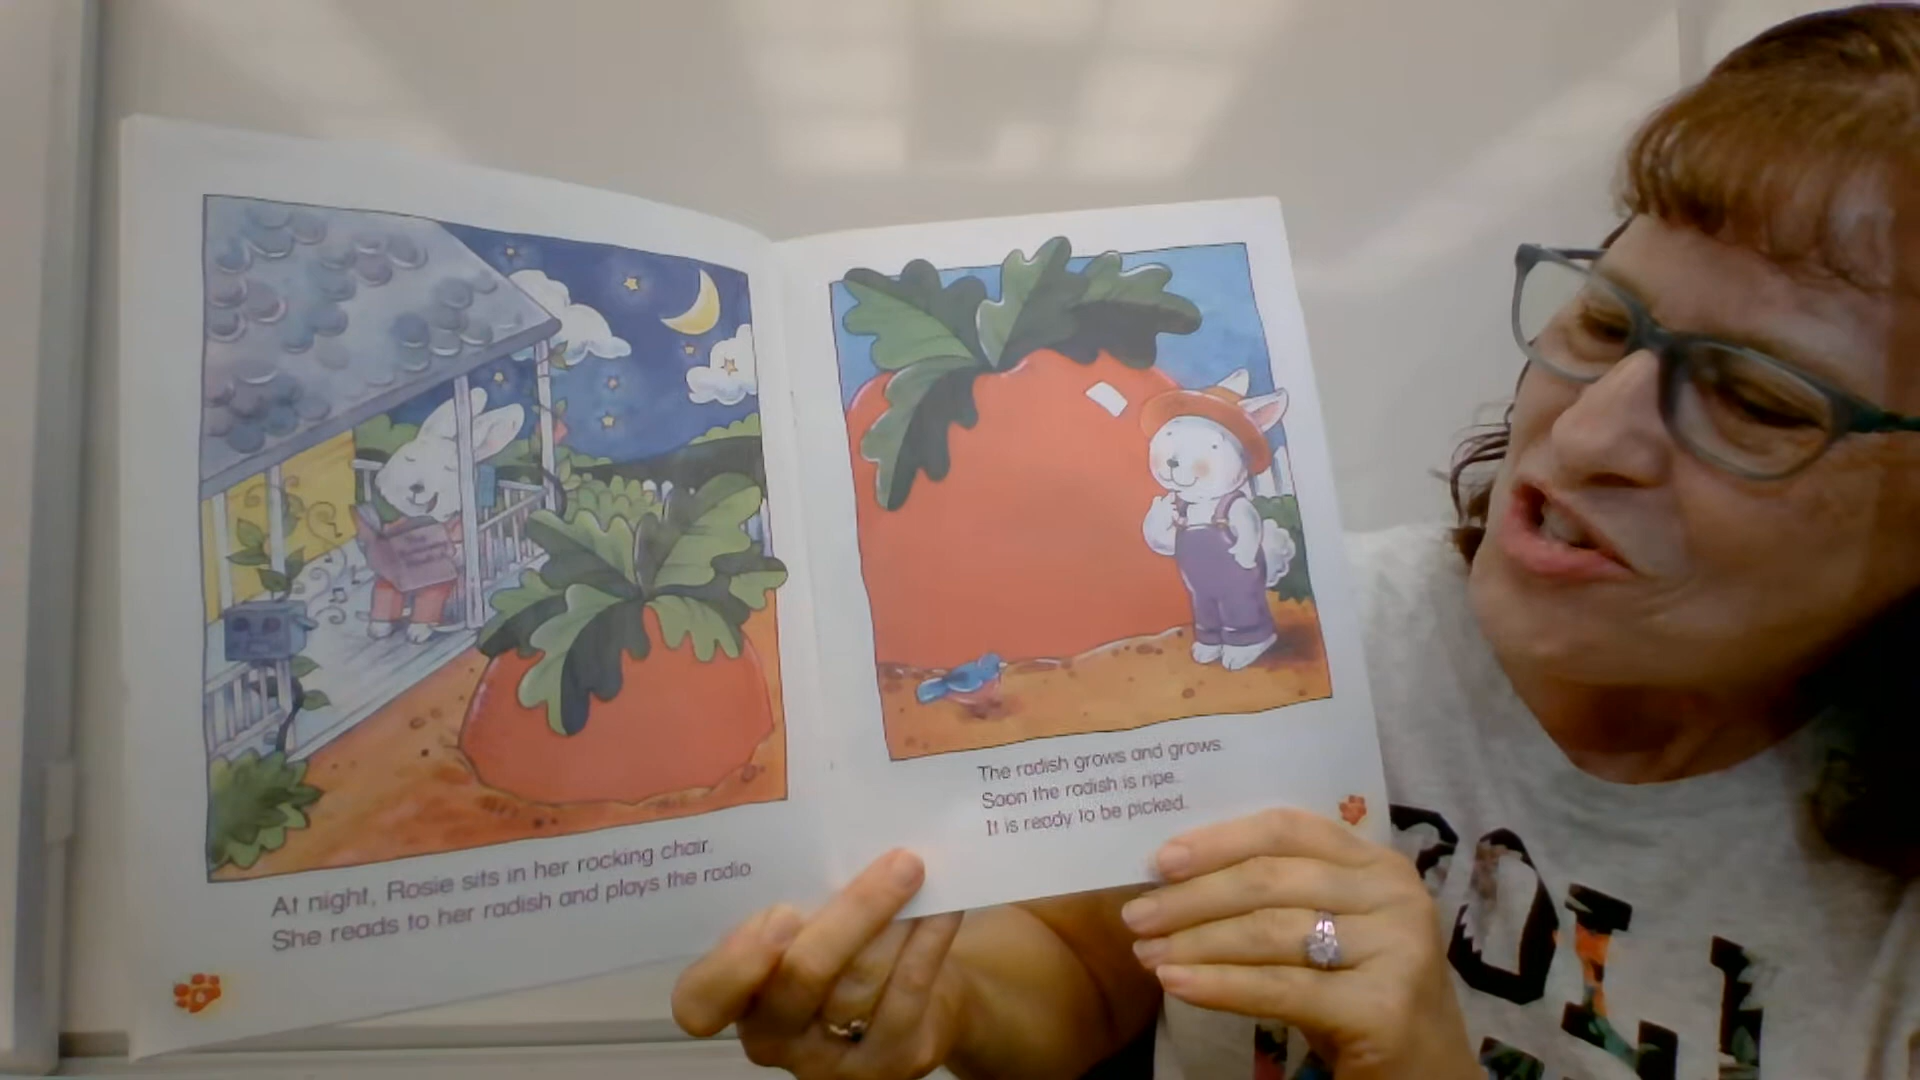 At night, Rosie sits in her rocking chair.
She reads to her radish and plays the radio
The radish grows and grows.
Soon the radish is ripe.
It is ready to be picked.